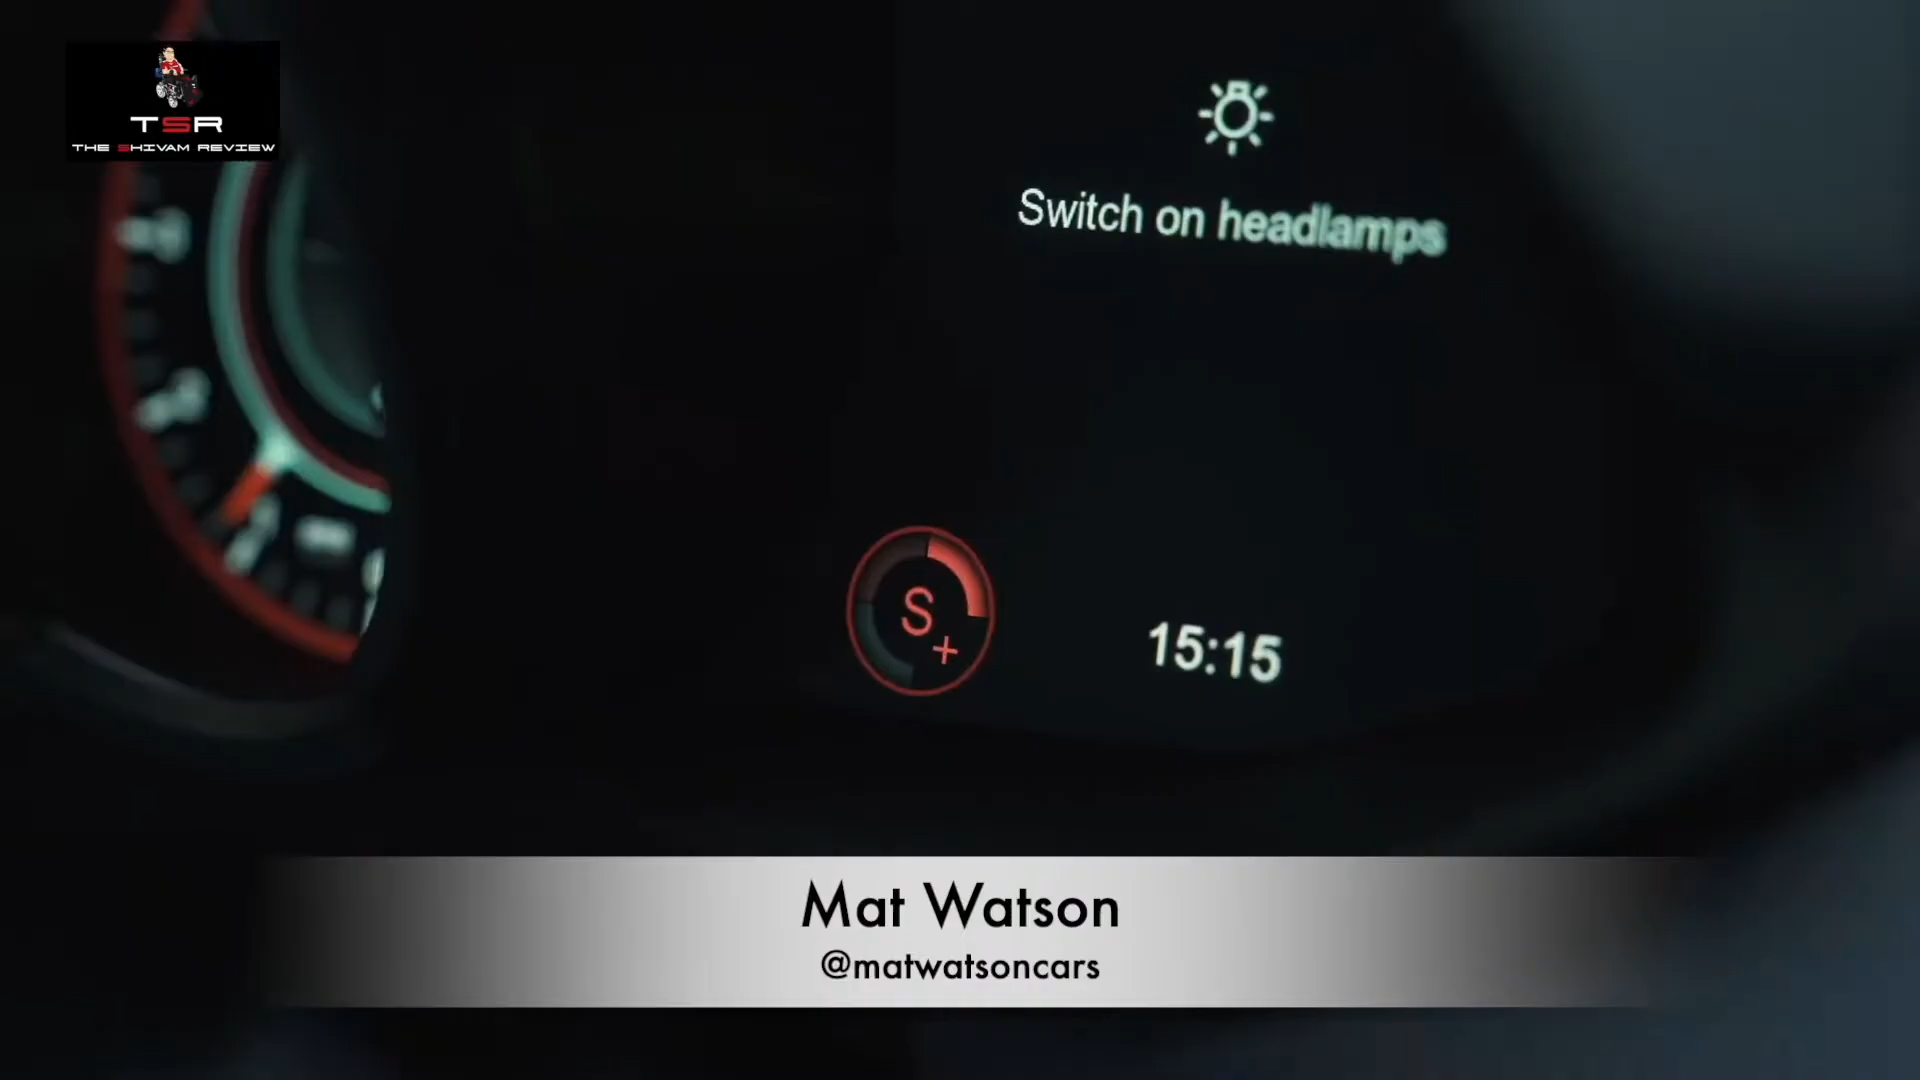 TSR
THE SHIVAM REVIEW
Switch on headlamps
S
+
15:15
Mat Watson
@matwatsoncars